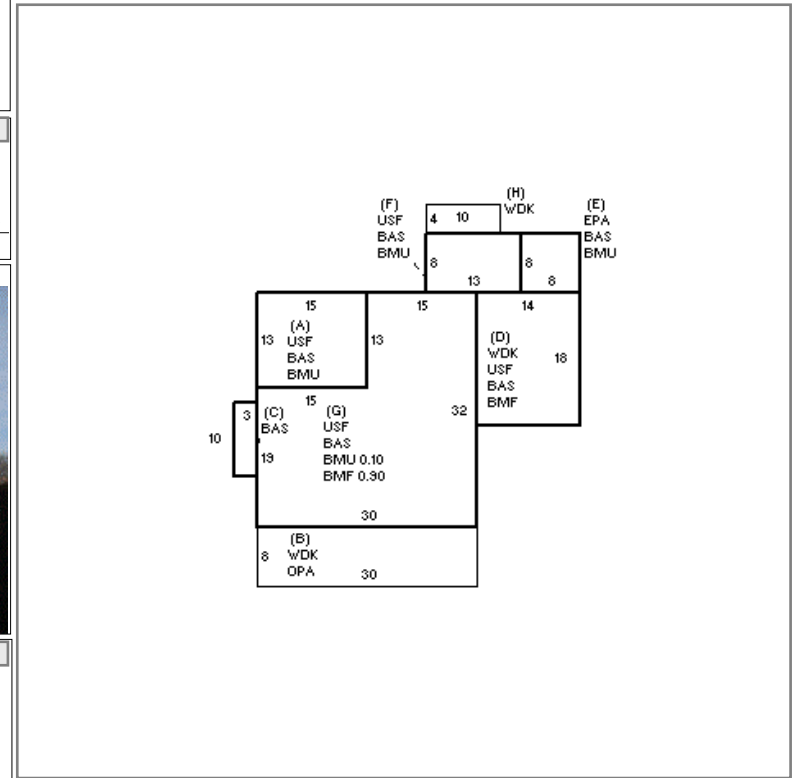 (H)
WDK
(F)
USF
BAS
BMU
4 10
(E)
EPA
BAS
BMU
8
13
8
8
15
(A)
USF
BAS
BMU
13
15
13
14
(D)
WDK
USF
BAS
BMF
18
15
32
3
10
(C)
BAS
19
(G)
USF
BAS
BMU 0.10
BMF 0.90
30
(B)
WDK
OPA
8
30